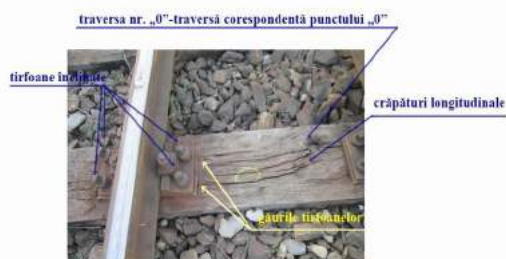 traversa nr. „0”-traversă corespondentă punctului „0”
tirfoane înclinate
crăpături longitudinale
găurile tirfoanelor